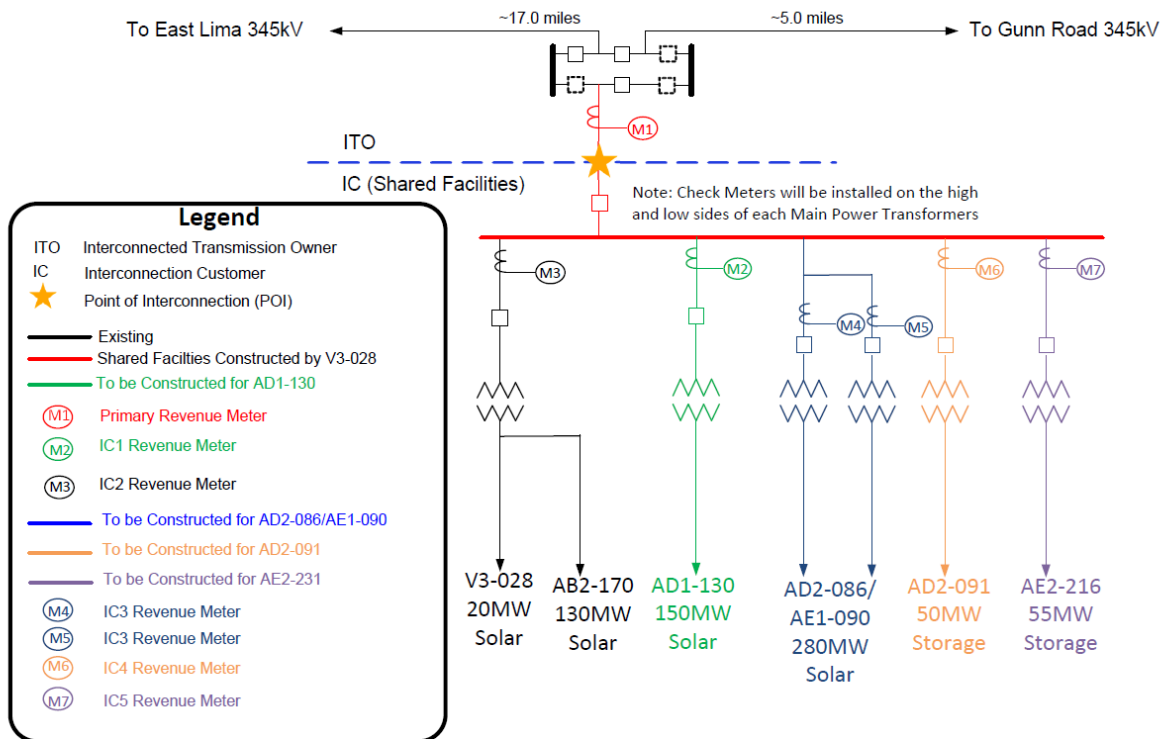 ~17.0 miles
~5.0 miles
To East Lima 345kV
To Gunn Road 345kV
M1
ITO
IC (Shared Facilities)
Note: Check Meters will be installed on the high
and low sides of each Main Power Transformers
Legend
ITO Interconnected Transmission Owner
IC Interconnection Customer
Point of Interconnection (POI)
Existing
Shared Facilties Constructed by V3-028
To be Constructed for AD1-130
M1 Primary Revenue Meter
M2 IC1 Revenue Meter
M3 IC2 Revenue Meter
To be Constructed for AD2-086/AE1-090
To be Constructed for AD2-091
To be Constructed for AE2-231
M4 IC3 Revenue Meter
M5 IC3 Revenue Meter
M6 IC4 Revenue Meter
M7 IC5 Revenue Meter
M3
M2
M4
M5
M6
M7
V3-028
20MW
Solar
AB2-170
130MW
Solar
AD1-130
150MW
Solar
AD2-086/
AE1-090
280MW
Solar
AD2-091
50MW
Storage
AE2-216
55MW
Storage